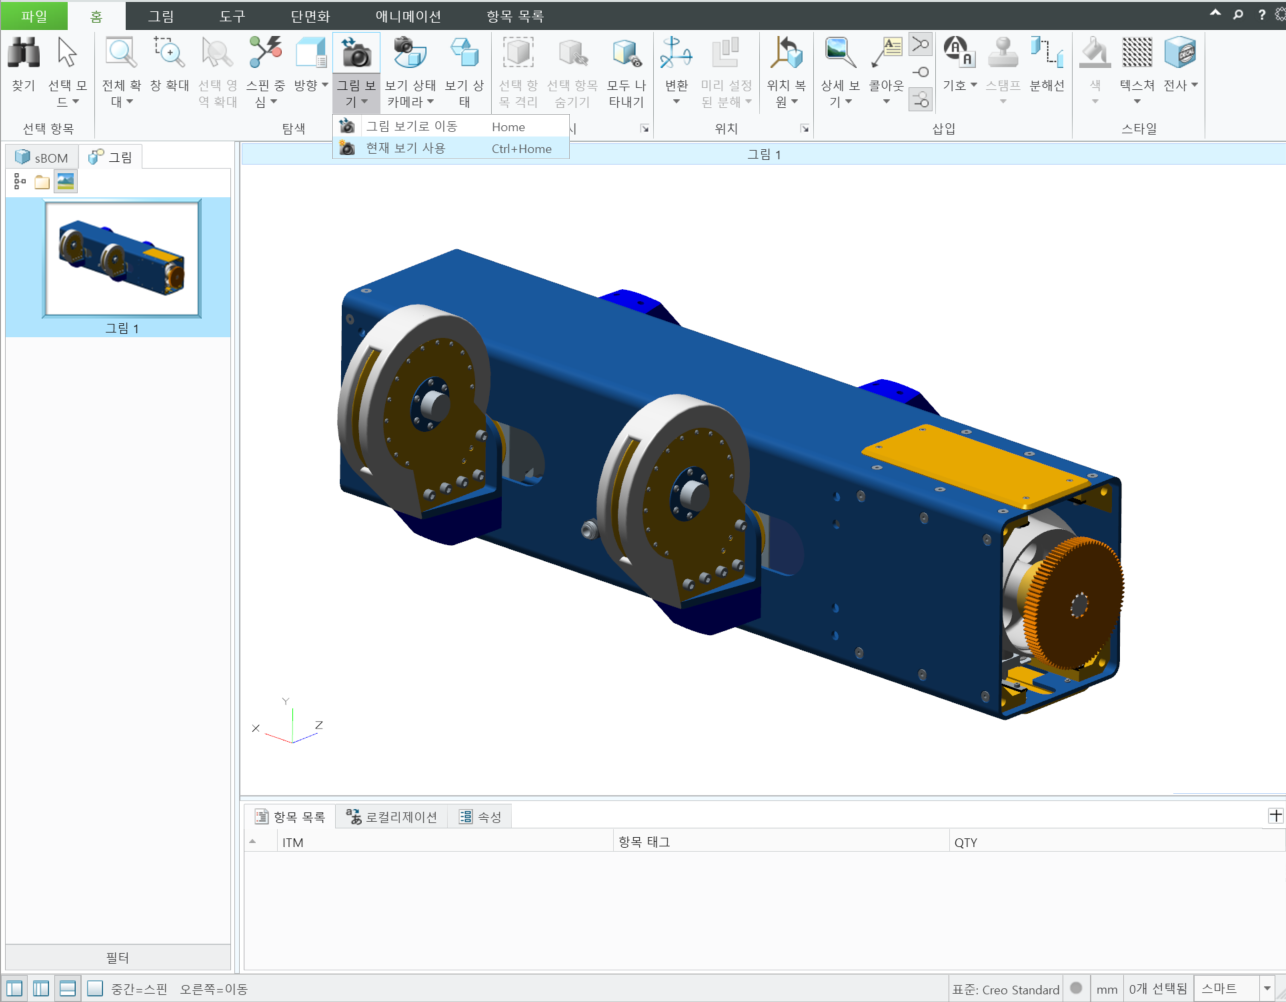 파일 홈 그림 도구 단면화 애니메이션 항목 목록
찾기
선택 모
드
전체 확
대
창 확대
선택 영
역 확대
스핀 중
심
방향
그림 보
기
보기 상태
카메라
보기 상
태
선택 항
목 격리
선택 항목
숨기기
모두 나
타내기
변환
미리 설정
된 분해
위치 복
원
상세 보
기
콜아웃
기호
스탬프
분해선
색
텍스쳐
전사
선택 항목 탐색 시 위치 삽입 스타일
그림 보기로 이동 Home
현재 보기 사용 Ctrl+Home
sBOM 그림
그림 1
그림 1
Y
X
Z
항목 목록 로컬리제이션 속성
ITM 항목 태그 QTY
필터
중간=스핀 오른쪽=이동
표준: Creo Standard mm 0개 선택됨 스마트